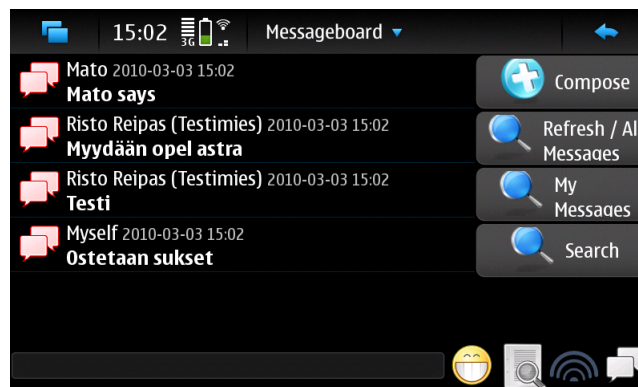 15:02 3G Messageboard
Mato 2010-03-03 15:02
Mato says
Risto Reipas (Testimies) 2010-03-03 15:02
Myydään opel astra
Risto Reipas (Testimies) 2010-03-03 15:02
Testi
Myself 2010-03-03 15:02
Ostetaan sukset
Compose
Refresh / Al
Messages
My
Messages
Search